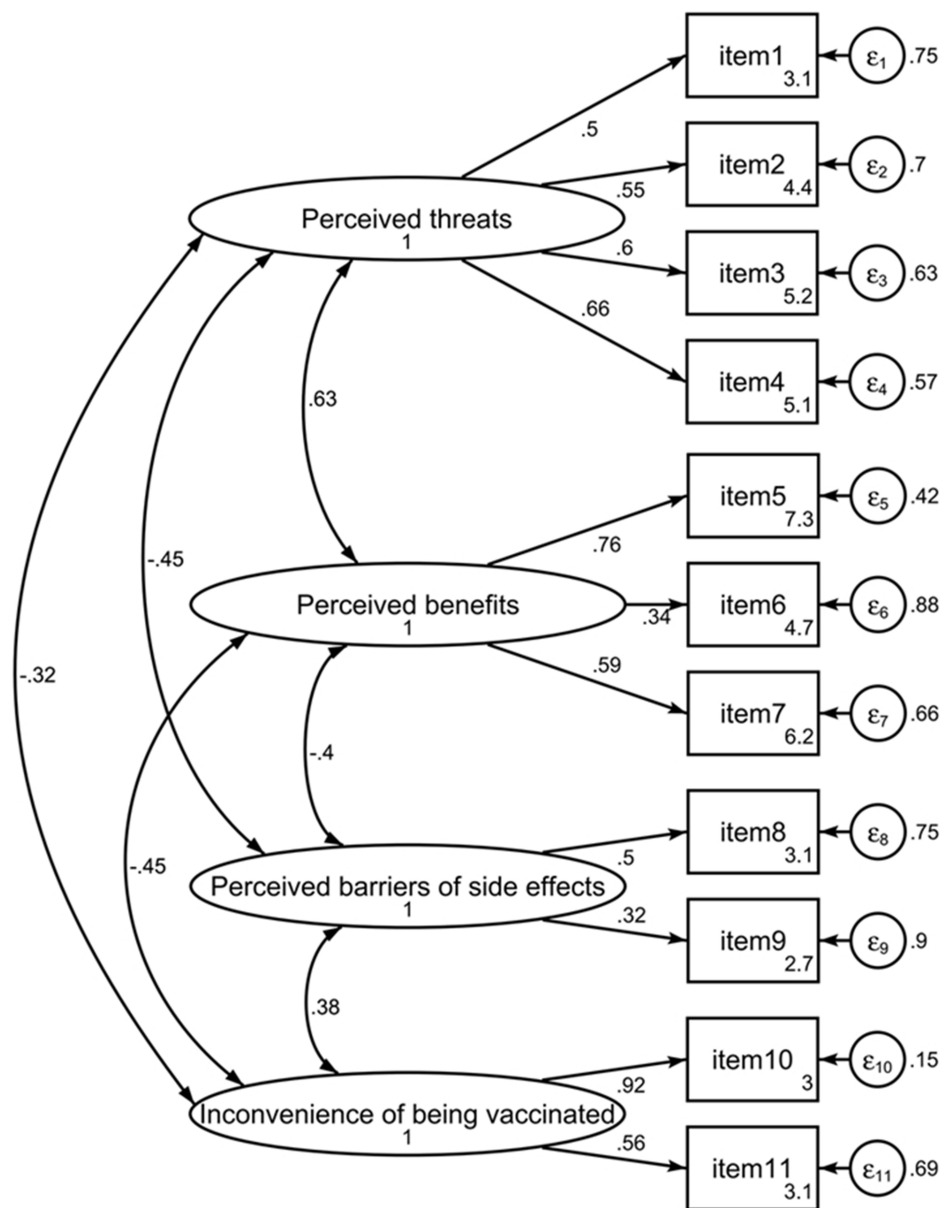 item1
3.1
ε1
.75
.5
item2
4.4
ε2
.7
.55
Perceived threats
1
.6
item3
5.2
ε3
.63
.66
item4
5.1
ε4
.57
.63
item5
7.3
ε5
.42
.76
-.45
Perceived benefits
1
.34
item6
4.7
ε6
.88
.59
-.32
item7
6.2
ε7
.66
-.4
item8
3.1
ε8
.75
.5
-.45
Perceived barriers of side effects
1
.32
item9
2.7
ε9
.9
.38
item10
3
ε10
.15
.92
Inconvenience of being vaccinated
1
.56
item11
3.1
ε11
.69